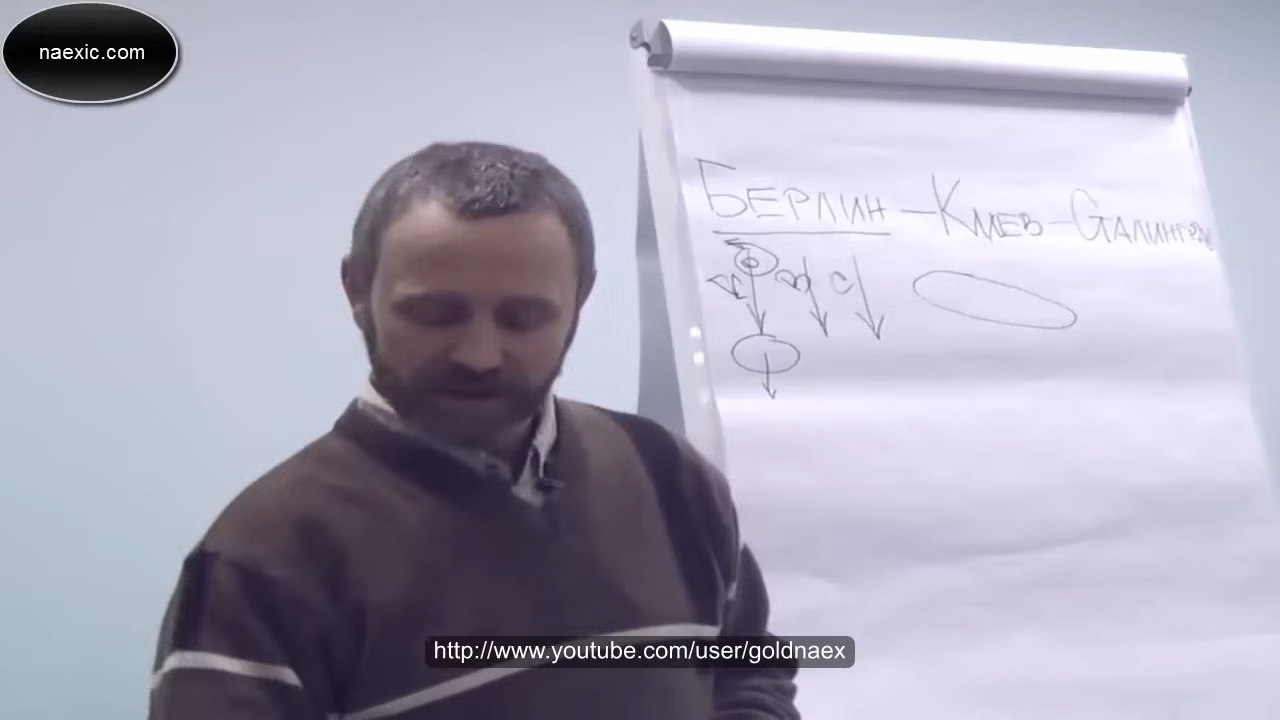 naexic.com
БЕРЛИН – КИЕВ – СТАЛИНГРАД
A B C
http://www.youtube.com/user/goldnaex